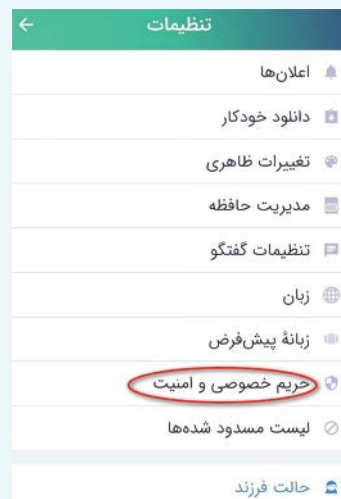 تنظیمات
اعلان‌ها
دانلود خودکار
تغییرات ظاهری
مدیریت حافظه
تنظیمات گفتگو
زبان
زبانهٔ پیش‌فرض
حریم خصوصی و امنیت
لیست مسدود شده‌ها
حالت فرزند